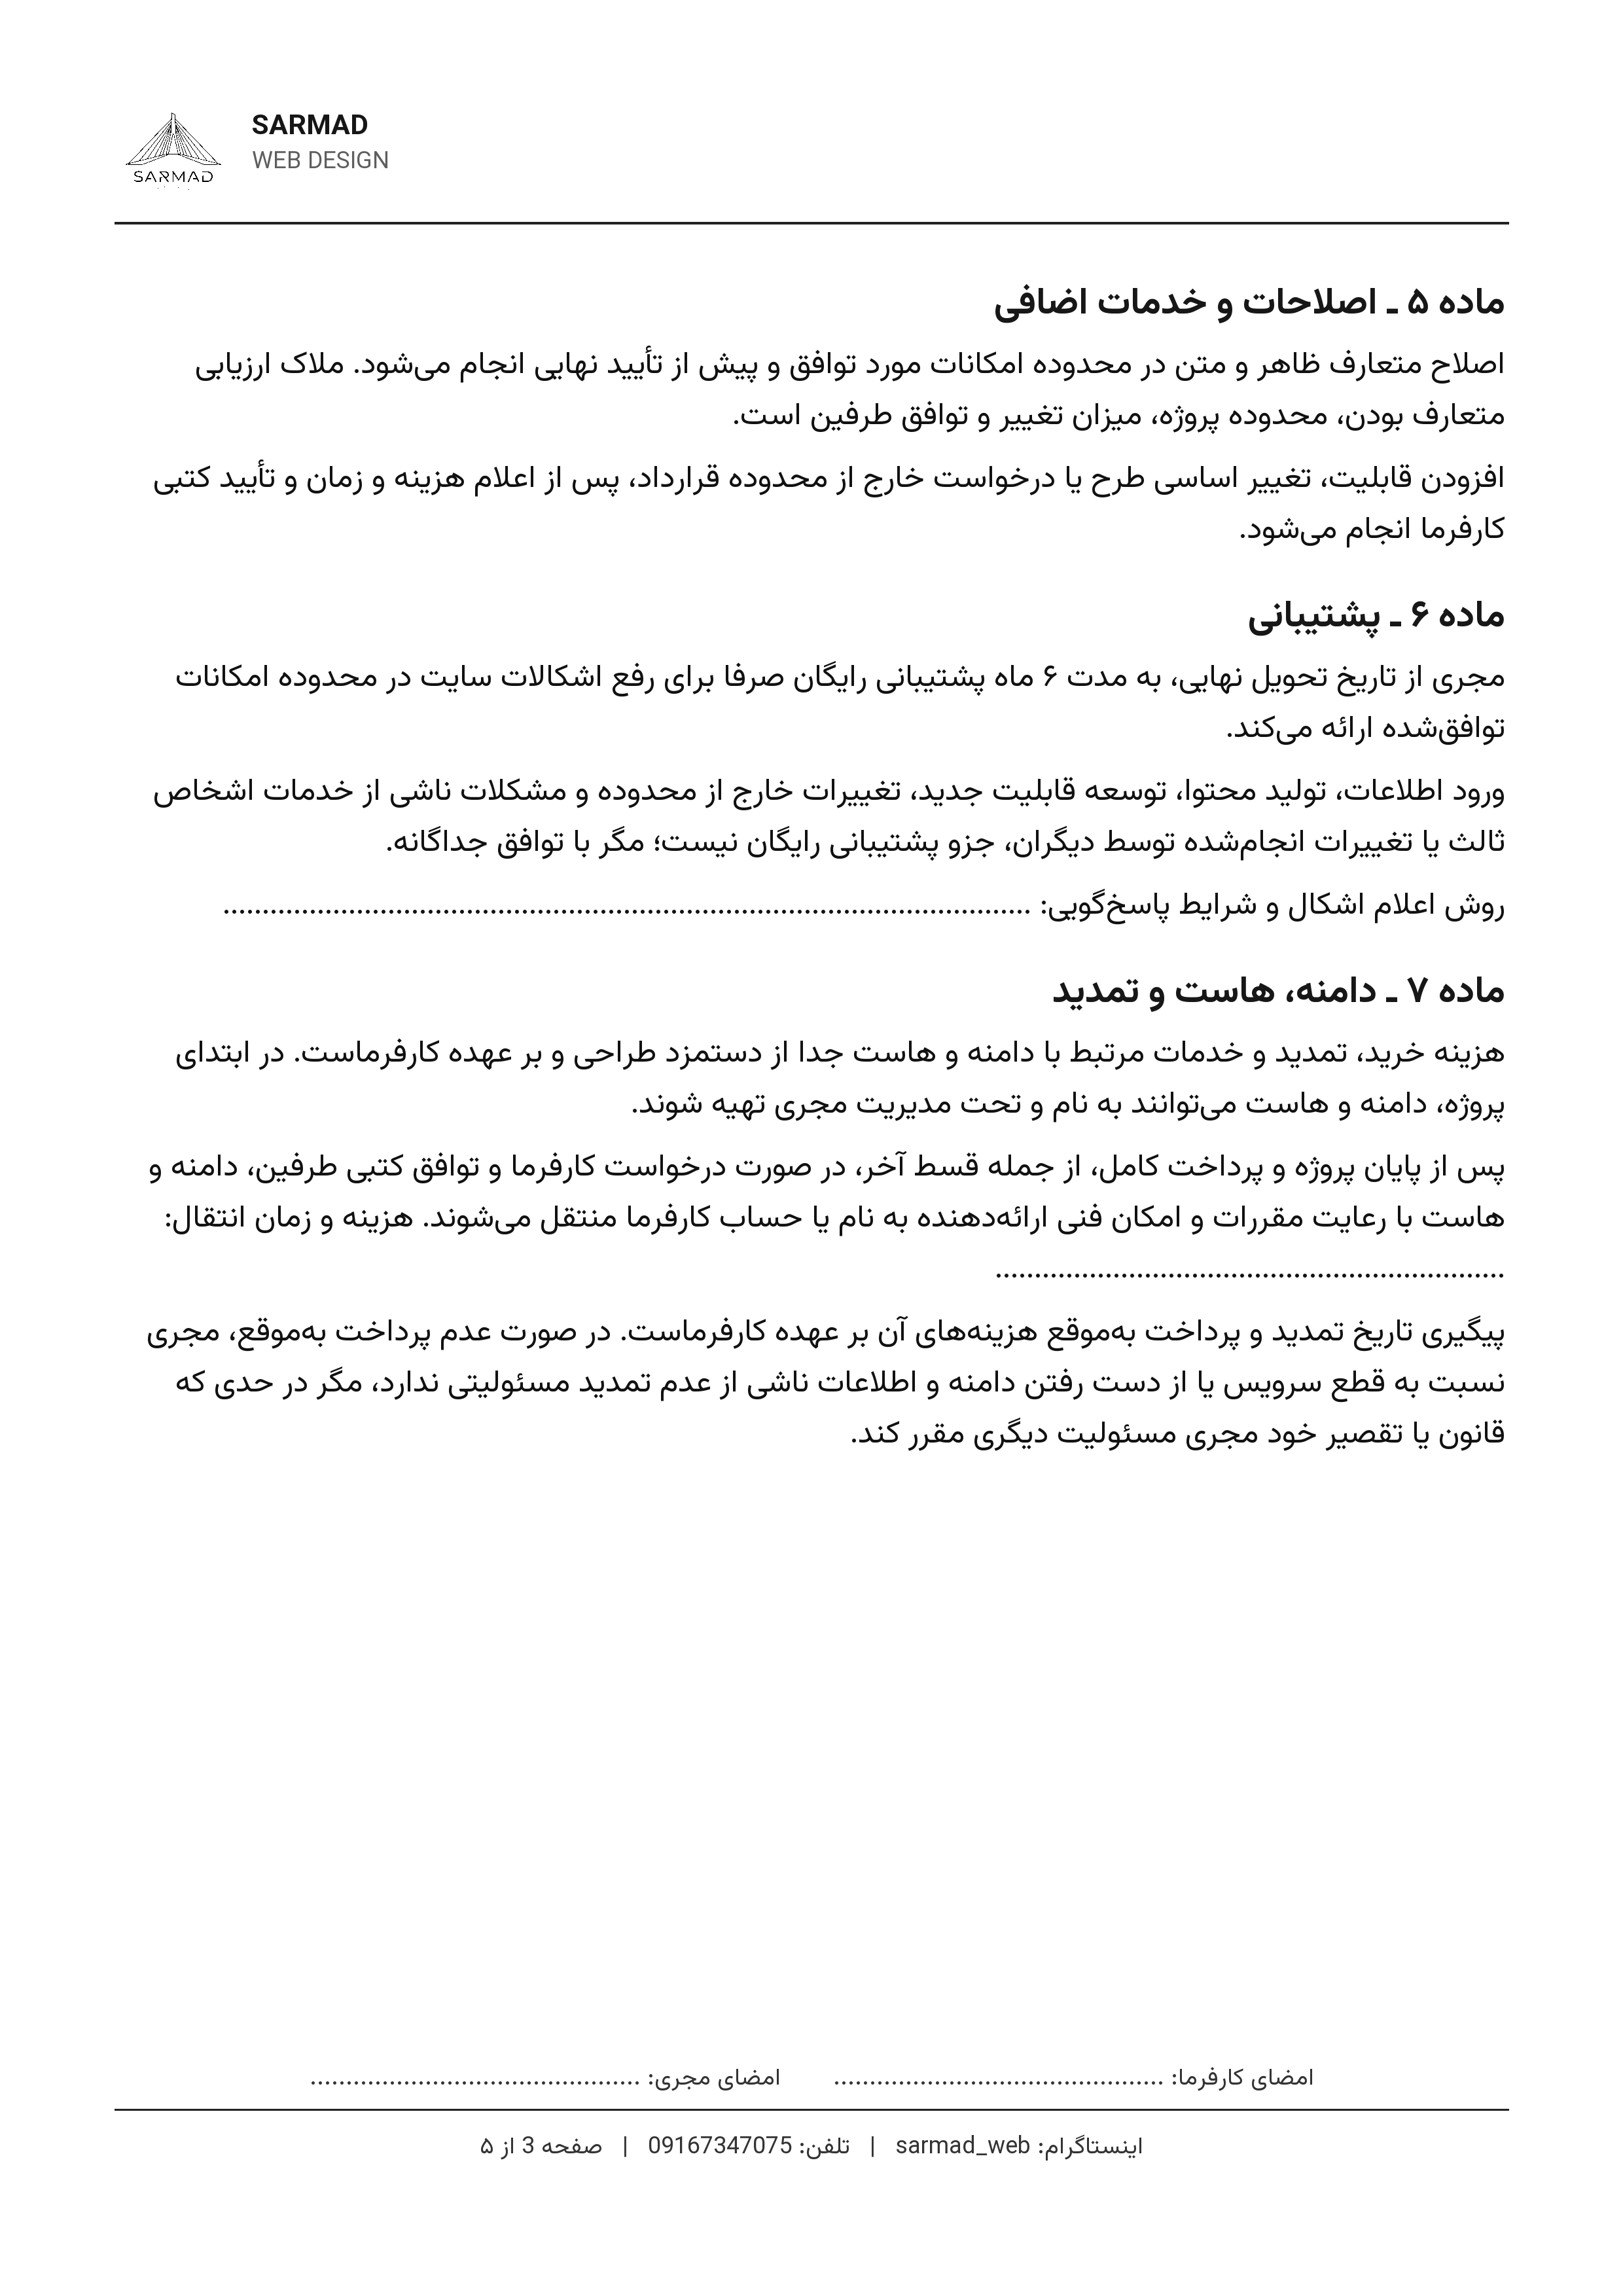 SARMAD
WEB DESIGN
SARMAD
ماده ۵ ـ اصلاحات و خدمات اضافی
اصلاح متعارف ظاهر و متن در محدوده امکانات مورد توافق و پیش از تأیید نهایی انجام می‌شود. ملاک ارزیابی
متعارف بودن، محدوده پروژه، میزان تغییر و توافق طرفین است.
افزودن قابلیت، تغییر اساسی طرح یا درخواست خارج از محدوده قرارداد، پس از اعلام هزینه و زمان و تأیید کتبی
کارفرما انجام می‌شود.
ماده ۶ ـ پشتیبانی
مجری از تاریخ تحویل نهایی، به مدت ۶ ماه پشتیبانی رایگان صرفا برای رفع اشکالات سایت در محدوده امکانات
توافق‌شده ارائه می‌کند.
ورود اطلاعات، تولید محتوا، توسعه قابلیت جدید، تغییرات خارج از محدوده و مشکلات ناشی از خدمات اشخاص
ثالث یا تغییرات انجام‌شده توسط دیگران، جزو پشتیبانی رایگان نیست؛ مگر با توافق جداگانه.
روش اعلام اشکال و شرایط پاسخ‌گویی: ....................................................................................................
ماده ۷ ـ دامنه، هاست و تمدید
هزینه خرید، تمدید و خدمات مرتبط با دامنه و هاست جدا از دستمزد طراحی و بر عهده کارفرماست. در ابتدای
پروژه، دامنه و هاست می‌توانند به نام و تحت مدیریت مجری تهیه شوند.
پس از پایان پروژه و پرداخت کامل، از جمله قسط آخر، در صورت درخواست کارفرما و توافق کتبی طرفین، دامنه و
هاست با رعایت مقررات و امکان فنی ارائه‌دهنده به نام یا حساب کارفرما منتقل می‌شوند. هزینه و زمان انتقال:
...............................................................
پیگیری تاریخ تمدید و پرداخت به‌موقع هزینه‌های آن بر عهده کارفرماست. در صورت عدم پرداخت به‌موقع، مجری
نسبت به قطع سرویس یا از دست رفتن دامنه و اطلاعات ناشی از عدم تمدید مسئولیتی ندارد، مگر در حدی که
قانون یا تقصیر خود مجری مسئولیت دیگری مقرر کند.
امضای کارفرما: ............................................... امضای مجری: ...............................................
اینستاگرام: sarmad_web | تلفن: 09167347075 | صفحه 3 از ۵